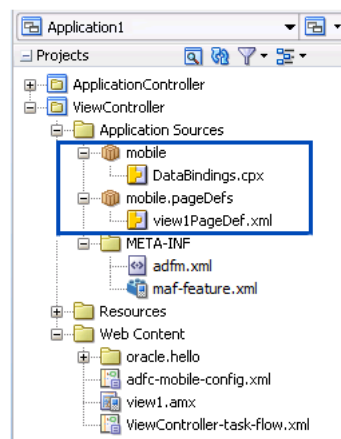 Application1
Projects
ApplicationController
ViewController
Application Sources
mobile
DataBindings.cpx
mobile.pageDefs
view1PageDef.xml
META-INF
adfm.xml
maf-feature.xml
Resources
Web Content
oracle.hello
adfc-mobile-config.xml
view1.amx
ViewController-task-flow.xml